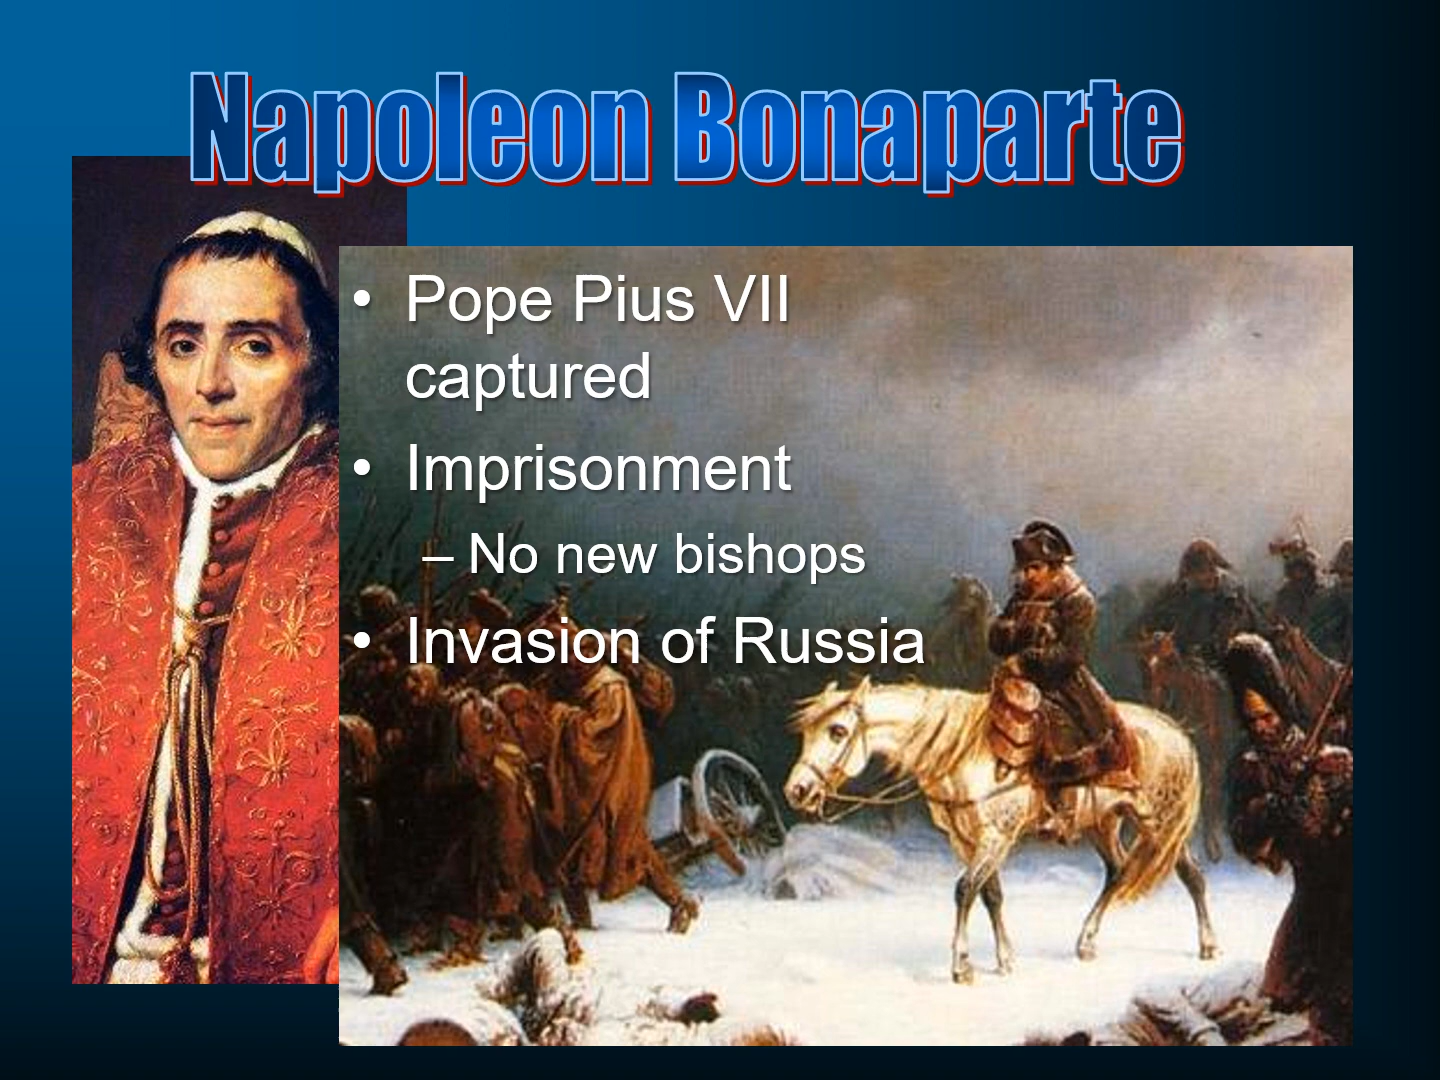 Napoleon Bonaparte
• Pope Pius VII
captured
• Imprisonment
– No new bishops
• Invasion of Russia